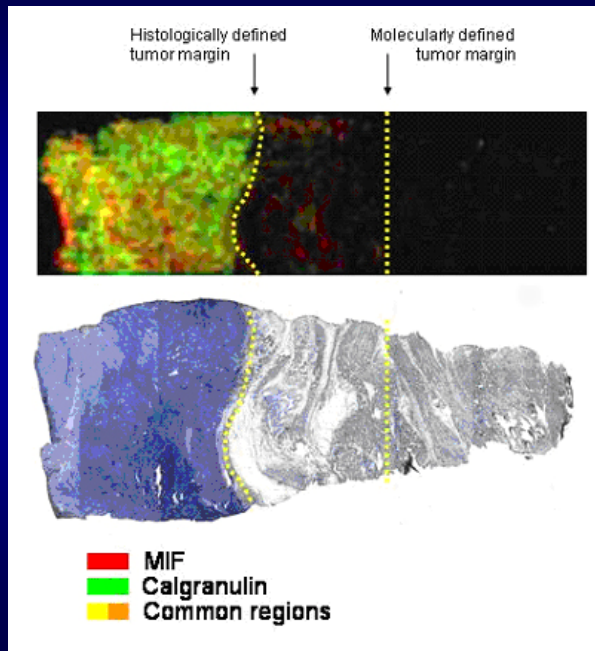 Histologically defined
tumor margin
Molecularly defined
tumor margin
MIF
Calgranulin
Common regions